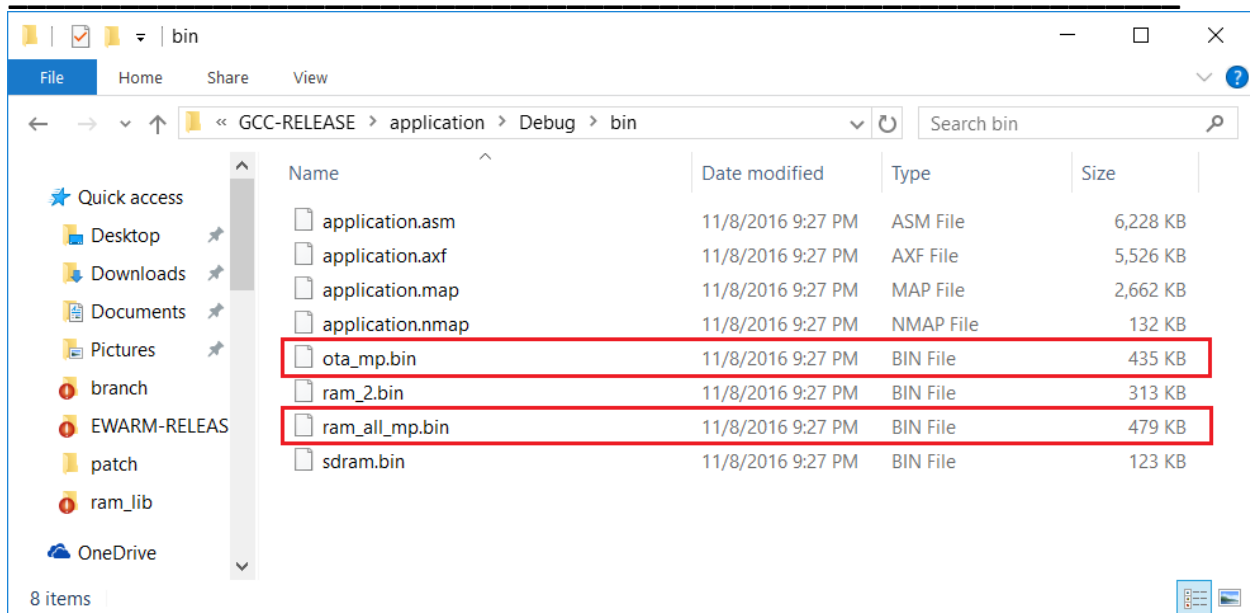 bin
File Home Share View
« GCC-RELEASE > application > Debug > bin Search bin
Name Date modified Type Size
Quick access
Desktop
Downloads
Documents
Pictures
branch
EWARM-RELEAS
patch
ram_lib
OneDrive
application.asm 11/8/2016 9:27 PM ASM File 6,228 KB
application.axf 11/8/2016 9:27 PM AXF File 5,526 KB
application.map 11/8/2016 9:27 PM MAP File 2,662 KB
application.nmap 11/8/2016 9:27 PM NMAP File 132 KB
ota_mp.bin 11/8/2016 9:27 PM BIN File 435 KB
ram_2.bin 11/8/2016 9:27 PM BIN File 313 KB
ram_all_mp.bin 11/8/2016 9:27 PM BIN File 479 KB
sdram.bin 11/8/2016 9:27 PM BIN File 123 KB
8 items